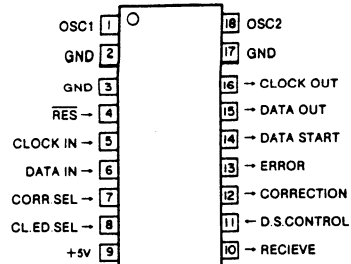 OSC1 1 18 OSC2
GND 2 17 GND
GND 3 16 → CLOCK OUT
RES → 4 15 → DATA OUT
CLOCK IN → 5 14 → DATA START
DATA IN → 6 13 → ERROR
CORR.SEL → 7 12 → CORRECTION
CL.ED.SEL → 8 11 ← D.S.CONTROL
+5V 9 10 → RECIEVE